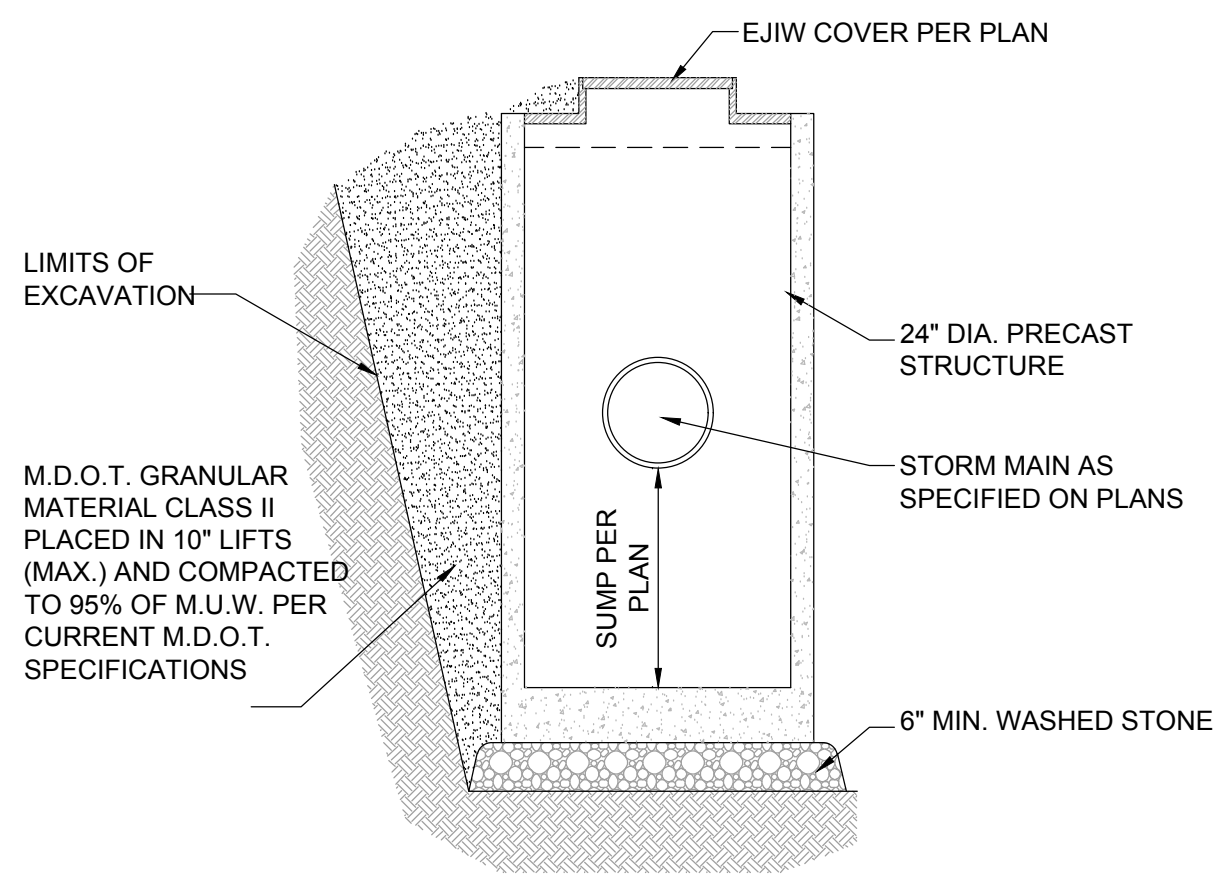 EJIW COVER PER PLAN
LIMITS OF
EXCAVATION
24" DIA. PRECAST
STRUCTURE
M.D.O.T. GRANULAR
MATERIAL CLASS II
PLACED IN 10" LIFTS
(MAX.) AND COMPACTED
TO 95% OF M.U.W. PER
CURRENT M.D.O.T.
SPECIFICATIONS
STORM MAIN AS
SPECIFIED ON PLANS
SUMP PER
PLAN
6" MIN. WASHED STONE